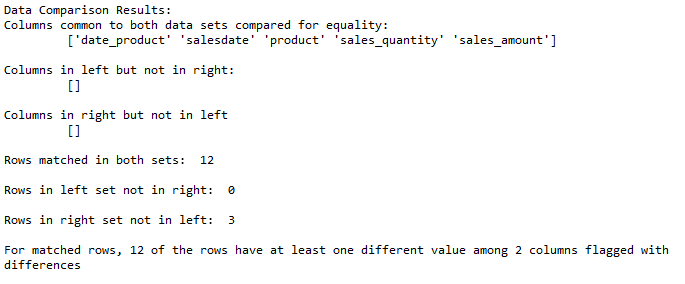 Data Comparison Results:
Columns common to both data sets compared for equality:
['date_product' 'salesdate' 'product' 'sales_quantity' 'sales_amount']
Columns in left but not in right:
[]
Columns in right but not in left
[]
Rows matched in both sets:  12
Rows in left set not in right:  0
Rows in right set not in left:  3
For matched rows, 12 of the rows have at least one different value among 2 columns flagged with
differences